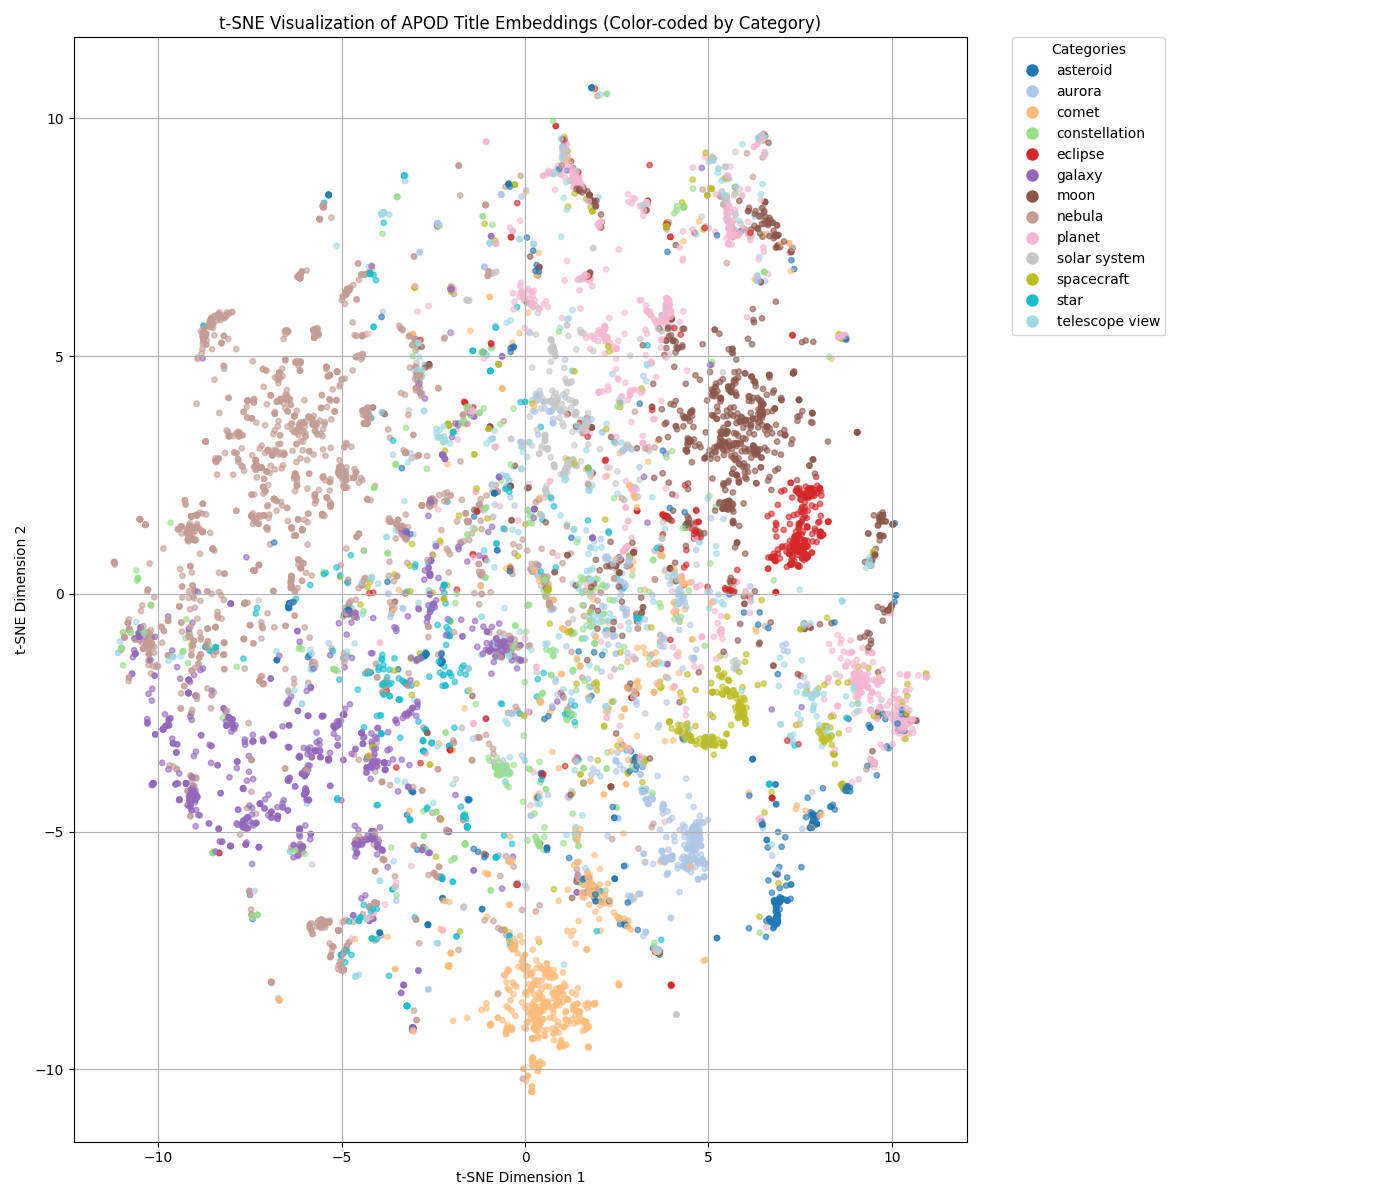 t-SNE Visualization of APOD Title Embeddings (Color-coded by Category)
Categories
asteroid
aurora
comet
constellation
eclipse
galaxy
moon
nebula
planet
solar system
spacecraft
star
telescope view
10
5
0
−5
−10
t-SNE Dimension 2
−10 −5 0 5 10
t-SNE Dimension 1